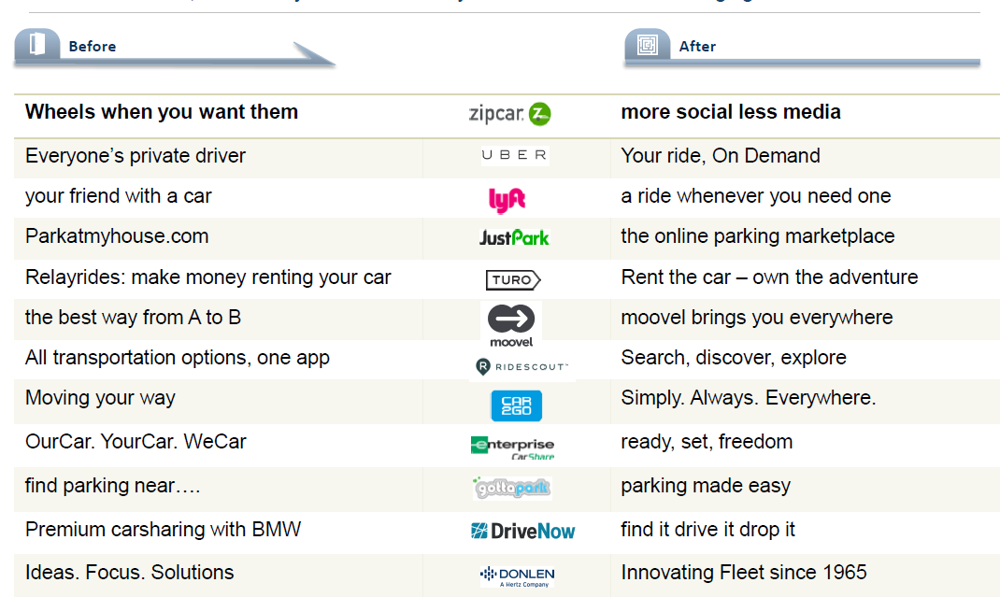 Before
After
Wheels when you want them zipcar. Z more social less media
Everyone’s private driver UBER Your ride, On Demand
your friend with a car lyft a ride whenever you need one
Parkatmyhouse.com JustPark the online parking marketplace
Relayrides: make money renting your car TURO Rent the car – own the adventure
the best way from A to B moovel moovel brings you everywhere
All transportation options, one app R RIDESCOUT™ Search, discover, explore
Moving your way CAR2GO Simply. Always. Everywhere.
OurCar. YourCar. WeCar enterprise CarShare ready, set, freedom
find parking near…. gottapark parking made easy
Premium carsharing with BMW DriveNow find it drive it drop it
Ideas. Focus. Solutions DONLEN A Hertz Company Innovating Fleet since 1965